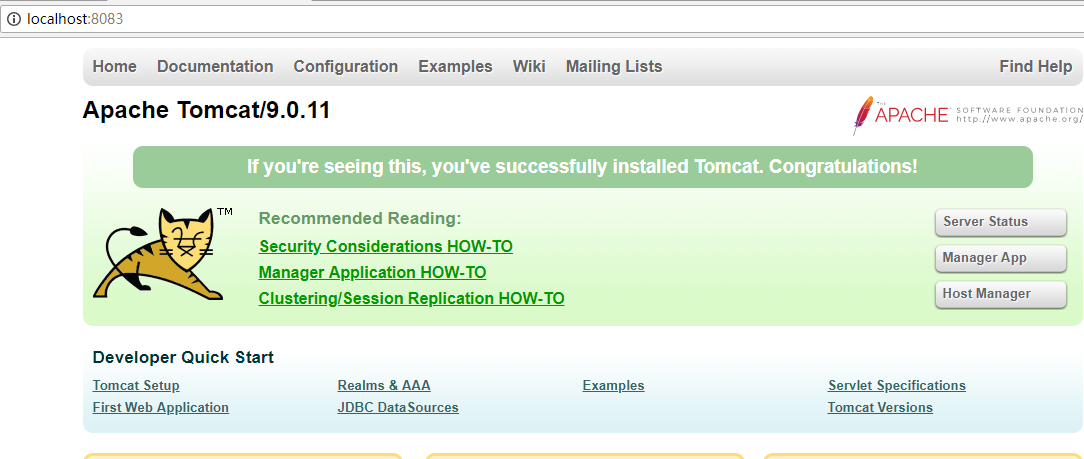 localhost:8083
Home Documentation Configuration Examples Wiki Mailing Lists Find Help
Apache Tomcat/9.0.11
THE
APACHE
SOFTWARE FOUNDATION
http://www.apache.org/
If you're seeing this, you've successfully installed Tomcat. Congratulations!
TM
Recommended Reading:
Security Considerations HOW-TO
Manager Application HOW-TO
Clustering/Session Replication HOW-TO
Server Status
Manager App
Host Manager
Developer Quick Start
Tomcat Setup Realms & AAA Examples Servlet Specifications
First Web Application JDBC DataSources Tomcat Versions